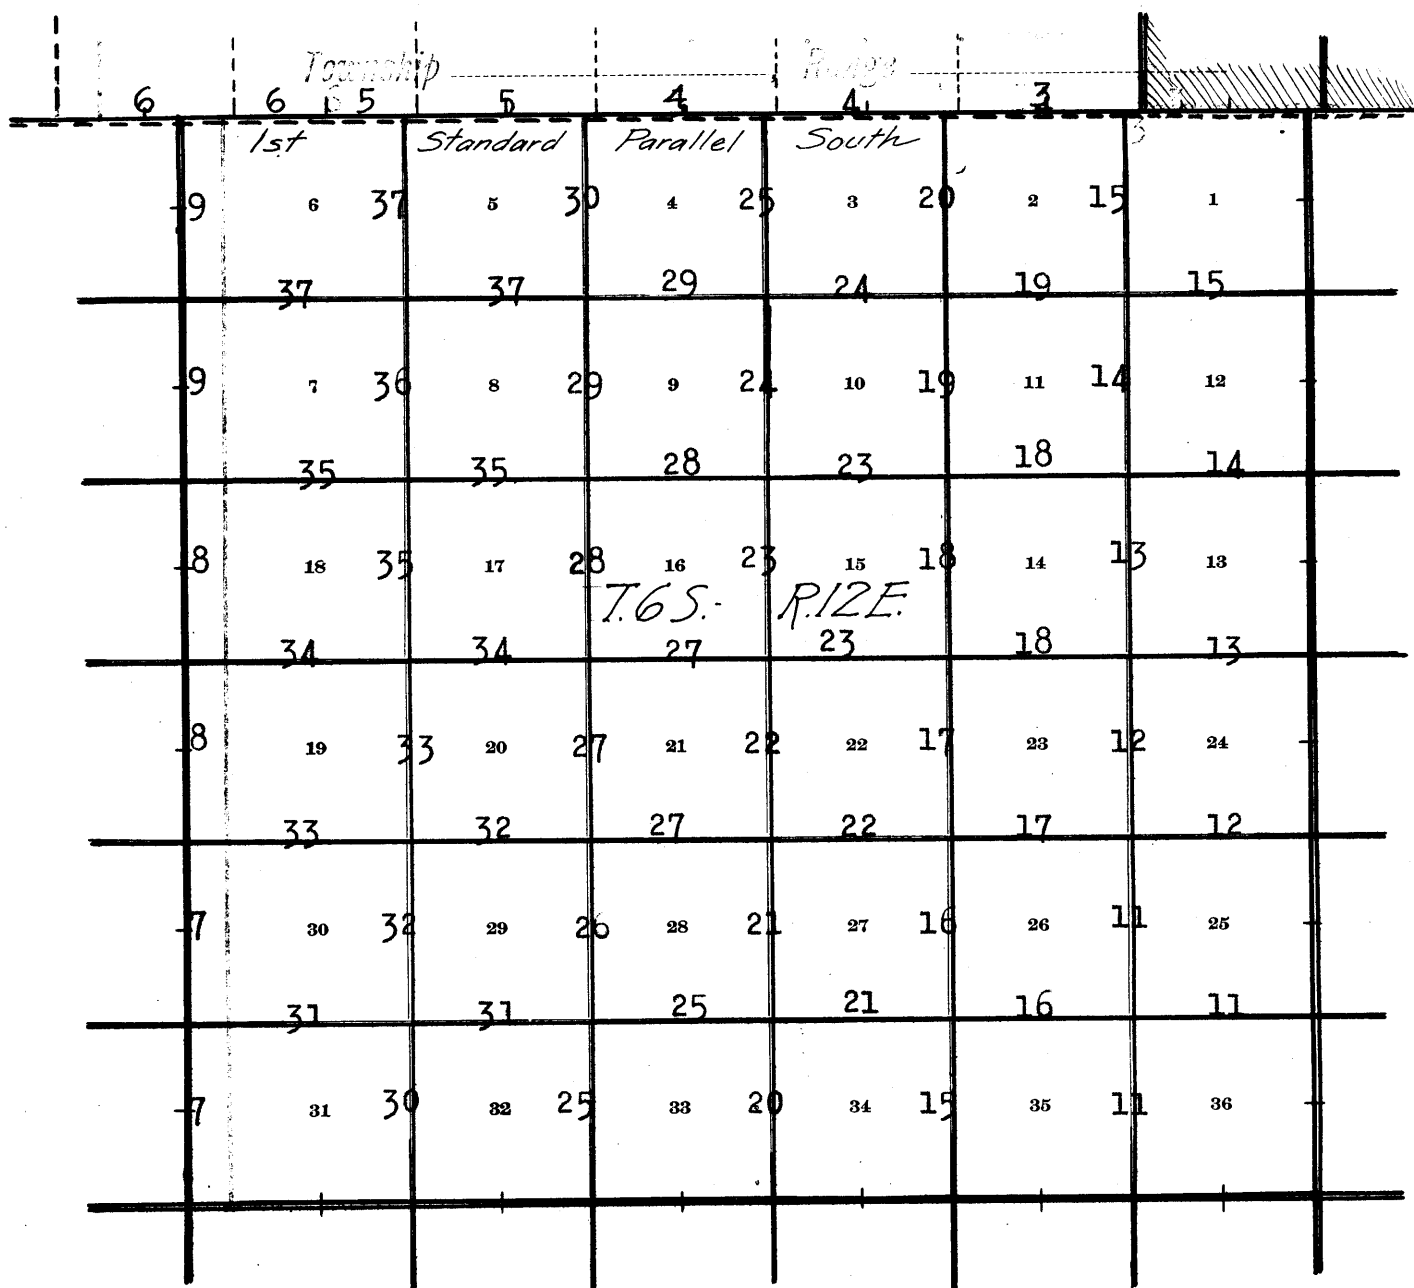 Township Range
6 6 5 5 4 4 3
1st Standard Parallel South
9 6 37 5 30 4 25 3 20 2 15 1
37 37 29 24 19 15
9 7 36 8 29 9 24 10 19 11 14 12
35 35 28 23 18 14
8 18 35 17 28 16 23 15 18 14 13 13
T.6S.- R.12E.
34 34 27 23 18 13
8 19 33 20 27 21 22 22 17 23 12 24
33 32 27 22 17 12
7 30 32 29 26 28 21 27 16 26 11 25
31 31 25 21 16 11
7 31 30 32 25 33 20 34 15 35 11 36